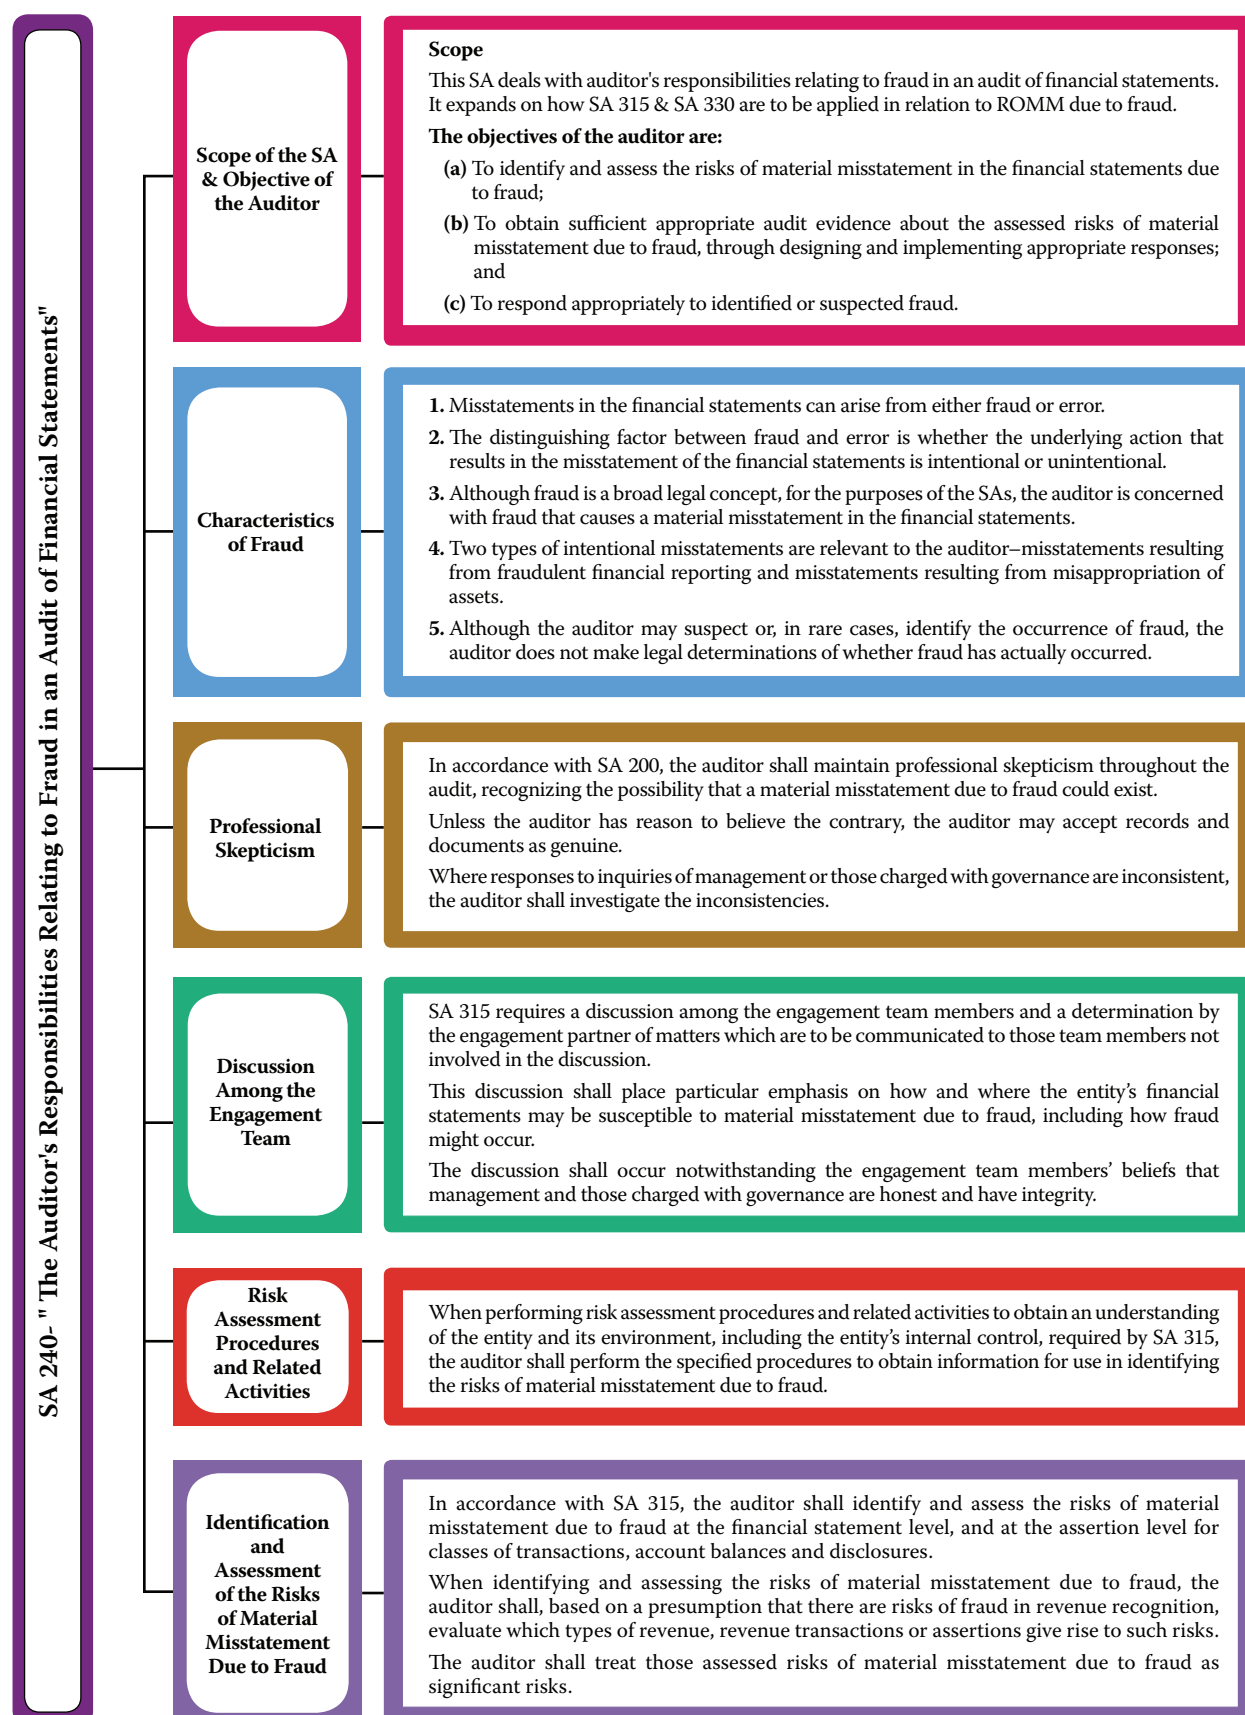 SA 240- " The Auditor's Responsibilities Relating to Fraud in an Audit of Financial Statements"
Scope of the SA
& Objective of
the Auditor
Scope
This SA deals with auditor's responsibilities relating to fraud in an audit of financial statements.
It expands on how SA 315 & SA 330 are to be applied in relation to ROMM due to fraud.
The objectives of the auditor are:
(a) To identify and assess the risks of material misstatement in the financial statements due
to fraud;
(b) To obtain sufficient appropriate audit evidence about the assessed risks of material
misstatement due to fraud, through designing and implementing appropriate responses;
and
(c) To respond appropriately to identified or suspected fraud.
Characteristics
of Fraud
1. Misstatements in the financial statements can arise from either fraud or error.
2. The distinguishing factor between fraud and error is whether the underlying action that
results in the misstatement of the financial statements is intentional or unintentional.
3. Although fraud is a broad legal concept, for the purposes of the SAs, the auditor is concerned
with fraud that causes a material misstatement in the financial statements.
4. Two types of intentional misstatements are relevant to the auditor–misstatements resulting
from fraudulent financial reporting and misstatements resulting from misappropriation of
assets.
5. Although the auditor may suspect or, in rare cases, identify the occurrence of fraud, the
auditor does not make legal determinations of whether fraud has actually occurred.
Professional
Skepticism
In accordance with SA 200, the auditor shall maintain professional skepticism throughout the
audit, recognizing the possibility that a material misstatement due to fraud could exist.
Unless the auditor has reason to believe the contrary, the auditor may accept records and
documents as genuine.
Where responses to inquiries of management or those charged with governance are inconsistent,
the auditor shall investigate the inconsistencies.
Discussion
Among the
Engagement
Team
SA 315 requires a discussion among the engagement team members and a determination by
the engagement partner of matters which are to be communicated to those team members not
involved in the discussion.
This discussion shall place particular emphasis on how and where the entity's financial
statements may be susceptible to material misstatement due to fraud, including how fraud
might occur.
The discussion shall occur notwithstanding the engagement team members' beliefs that
management and those charged with governance are honest and have integrity.
Risk
Assessment
Procedures
and Related
Activities
When performing risk assessment procedures and related activities to obtain an understanding
of the entity and its environment, including the entity's internal control, required by SA 315,
the auditor shall perform the specified procedures to obtain information for use in identifying
the risks of material misstatement due to fraud.
Identification
and
Assessment
of the Risks
of Material
Misstatement
Due to Fraud
In accordance with SA 315, the auditor shall identify and assess the risks of material
misstatement due to fraud at the financial statement level, and at the assertion level for
classes of transactions, account balances and disclosures.
When identifying and assessing the risks of material misstatement due to fraud, the
auditor shall, based on a presumption that there are risks of fraud in revenue recognition,
evaluate which types of revenue, revenue transactions or assertions give rise to such risks.
The auditor shall treat those assessed risks of material misstatement due to fraud as
significant risks.